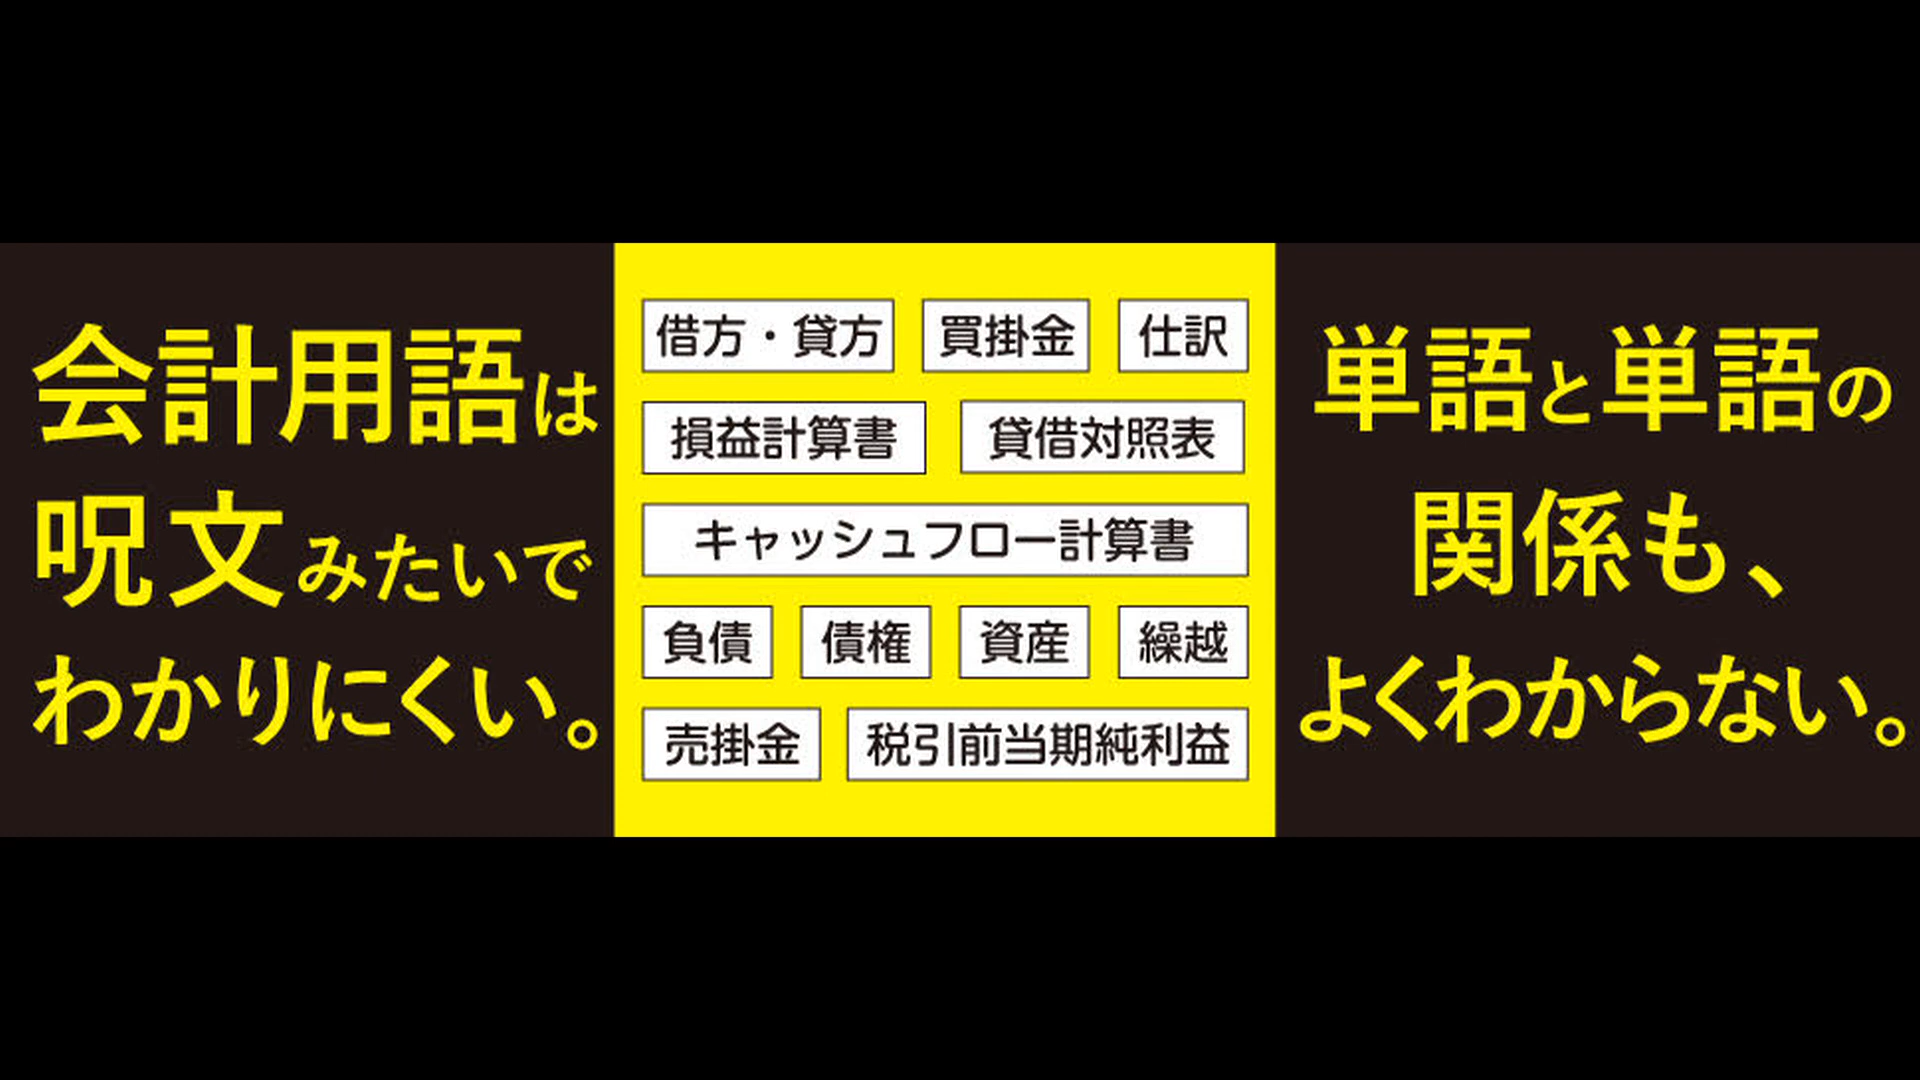 会計用語は
呪文みたいで
わかりにくい。
借方・貸方 買掛金 仕訳
損益計算書 貸借対照表
キャッシュフロー計算書
負債 債権 資産 繰越
売掛金 税引前当期純利益
単語と単語の
関係も、
よくわからない。